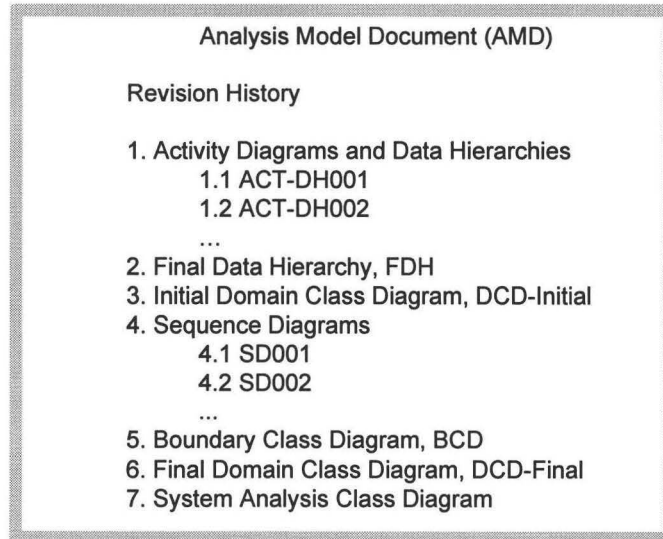 Analysis Model Document (AMD)
Revision History
1. Activity Diagrams and Data Hierarchies
1.1 ACT-DH001
1.2 ACT-DH002
...
2. Final Data Hierarchy, FDH
3. Initial Domain Class Diagram, DCD-Initial
4. Sequence Diagrams
4.1 SD001
4.2 SD002
...
5. Boundary Class Diagram, BCD
6. Final Domain Class Diagram, DCD-Final
7. System Analysis Class Diagram